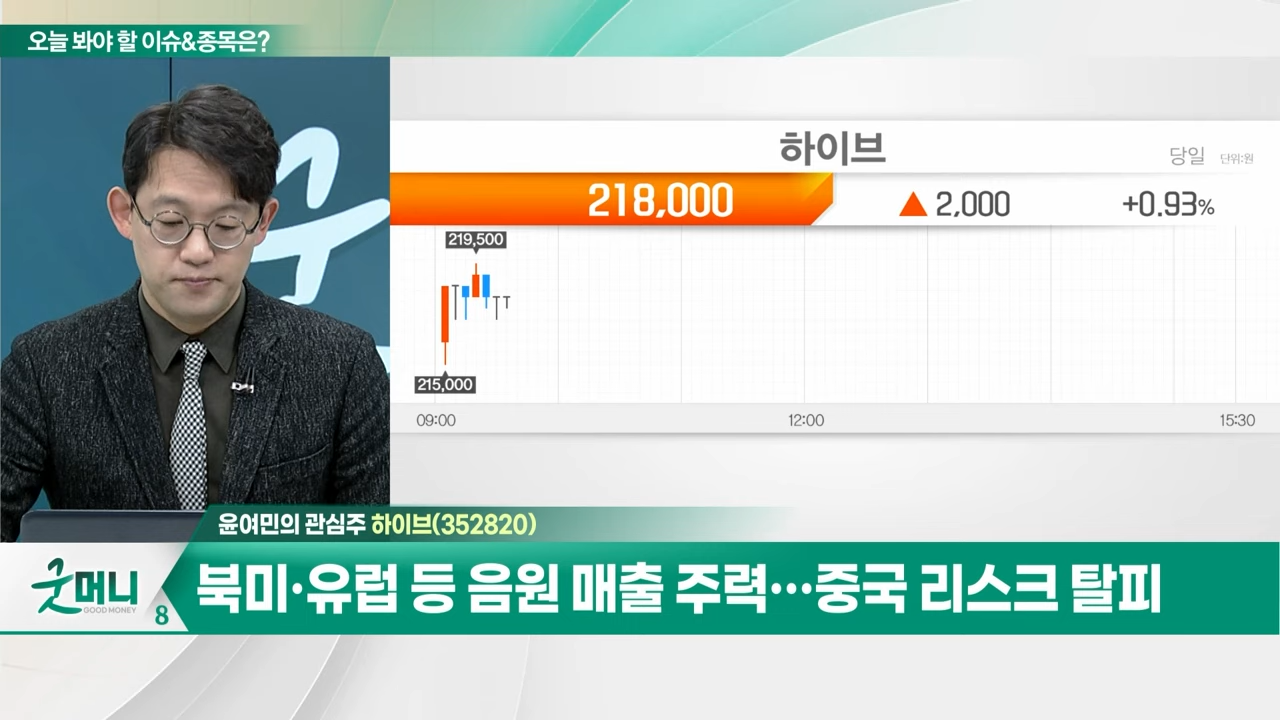 오늘 봐야 할 이슈&종목은?
하이브
당일 단위:원
218,000 ▲ 2,000 +0.93%
219,500
215,000
09:00 12:00 15:30
윤여민의 관심주 하이브(352820)
북미·유럽 등 음원 매출 주력…중국 리스크 탈피
굿머니
GOOD MONEY
8